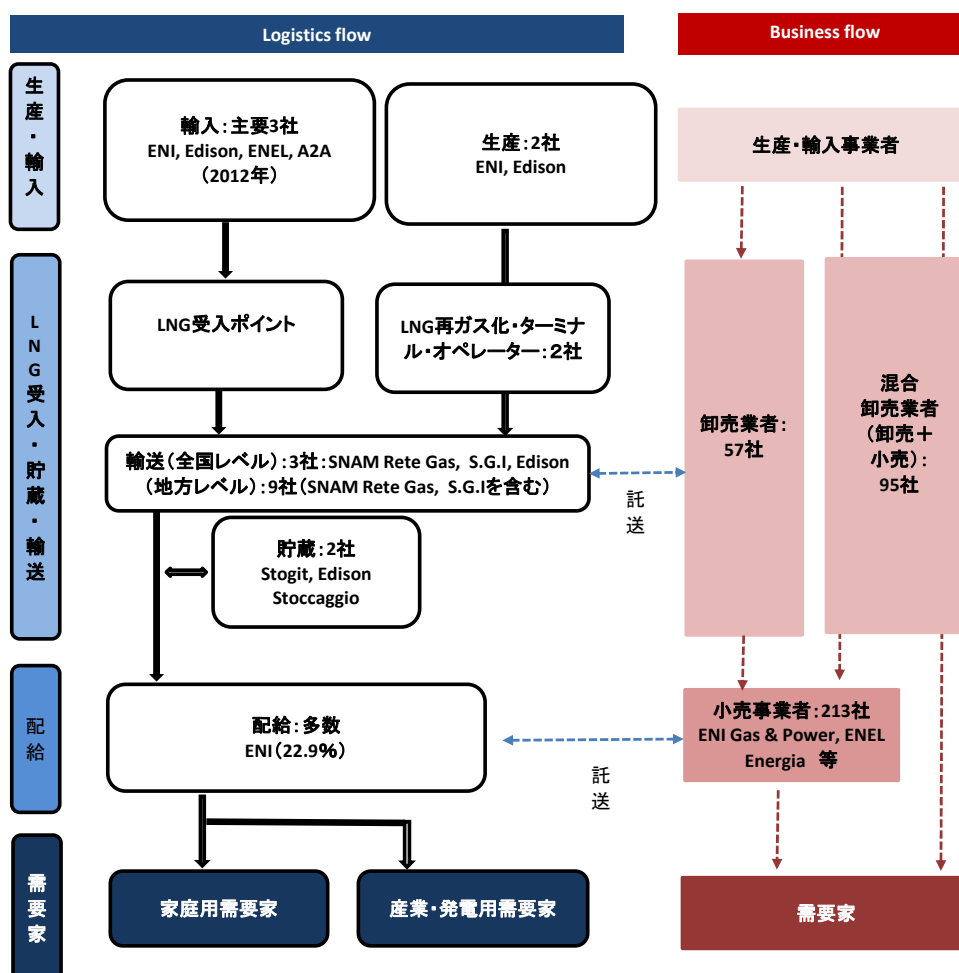 Logistics flow
Business flow
生産・輸入
輸入：主要3社
ENI, Edison, ENEL, A2A
（2012年）
生産：2社
ENI, Edison
生産・輸入事業者
LNG受入・貯蔵・輸送
LNG受入ポイント
LNG再ガス化・ターミナ
ル・オペレーター：２社
輸送（全国レベル）：3社：SNAM Rete Gas, S.G.I, Edison
（地方レベル）：9社（SNAM Rete Gas, S.G.Iを含む）
託送
卸売業者：
57社
混合
卸売業者
（卸売＋
小売）：
95社
貯蔵：2社
Stogit, Edison
Stoccaggio
配給
配給：多数
ENI（22.9％）
託送
小売事業者：213社
ENI Gas & Power, ENEL
Energia 等
需要家
家庭用需要家
産業・発電用需要家
需要家